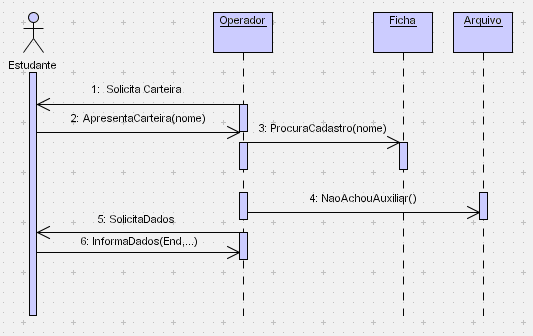 Operador
Ficha
Arquivo
Estudante
1: Solicita Carteira
2: ApresentaCarteira(nome)
3: ProcuraCadastro(nome)
4: NaoAchouAuxiliar()
5: SolicitaDados
6: InformaDados(End,...)